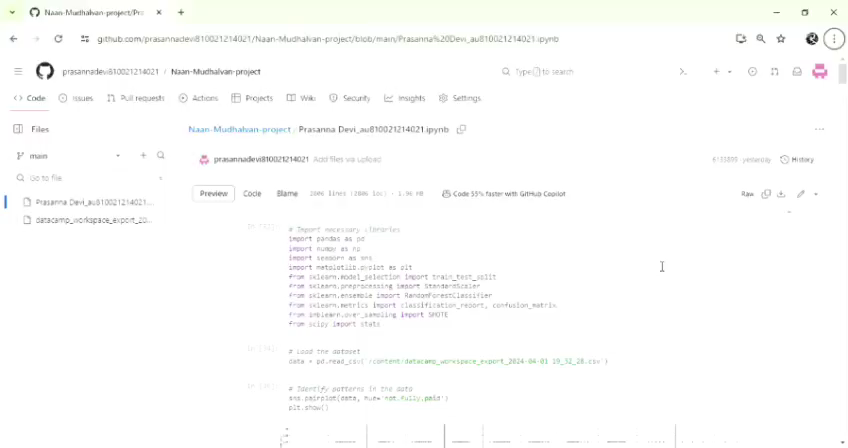 Naan-Mudhalvan-project/Pra
github.com/prasannadevi810021214021/Naan-Mudhalvan-project/blob/main/Prasanna%20Devi_au810021214021.ipynb
prasannadevi810021214021 / Naan-Mudhalvan-project
Type / to search
Code Issues Pull requests Actions Projects Wiki Security Insights Settings
Files
Naan-Mudhalvan-project / Prasanna Devi_au810021214021.ipynb
main
prasannadevi810021214021 Add files via upload
yesterday History
Go to file
Preview Code Blame
Code 55% faster with GitHub Copilot
Raw
Prasanna Devi_au810021214021...
datacamp_workspace_export_20...
# Import necessary libraries
import pandas as pd
import numpy as np
import seaborn as sns
import matplotlib.pyplot as plt
from sklearn.model_selection import train_test_split
from sklearn.preprocessing import StandardScaler
from sklearn.ensemble import RandomForestClassifier
from sklearn.metrics import classification_report, confusion_matrix
from imblearn.over_sampling import SMOTE
from scipy import stats
# Load the dataset
data = pd.read_csv('/content/datacamp_workspace_export_2024-04-01 19_32_28.csv')
# Identify patterns in the data
sns.pairplot(data, hue='not.fully.paid')
plt.show()